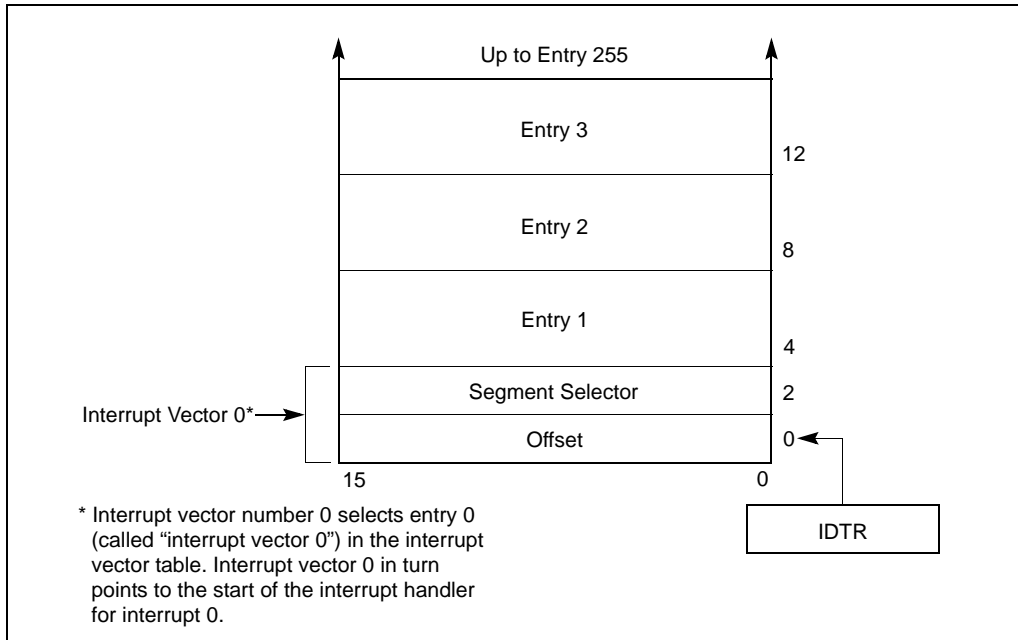 Up to Entry 255
Entry 3
12
Entry 2
8
Entry 1
4
Segment Selector
2
Interrupt Vector 0*
Offset
0
15
0
* Interrupt vector number 0 selects entry 0
(called “interrupt vector 0”) in the interrupt
vector table. Interrupt vector 0 in turn
points to the start of the interrupt handler
for interrupt 0.
IDTR